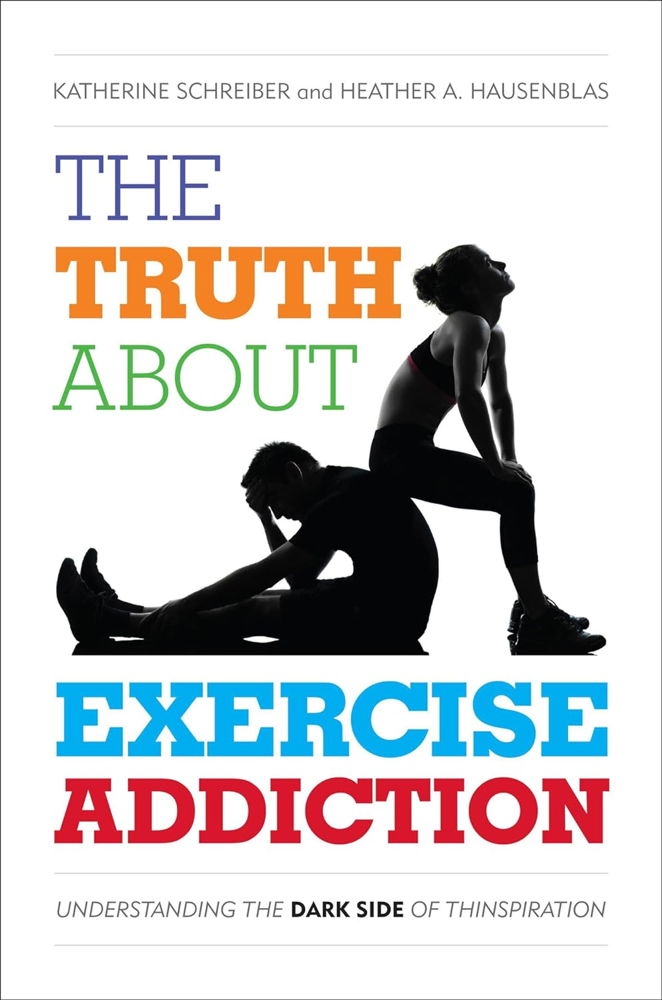 KATHERINE SCHREIBER and HEATHER A. HAUSENBLAS
THE
TRUTH
ABOUT
EXERCISE
ADDICTION
UNDERSTANDING THE DARK SIDE OF THINSPIRATION